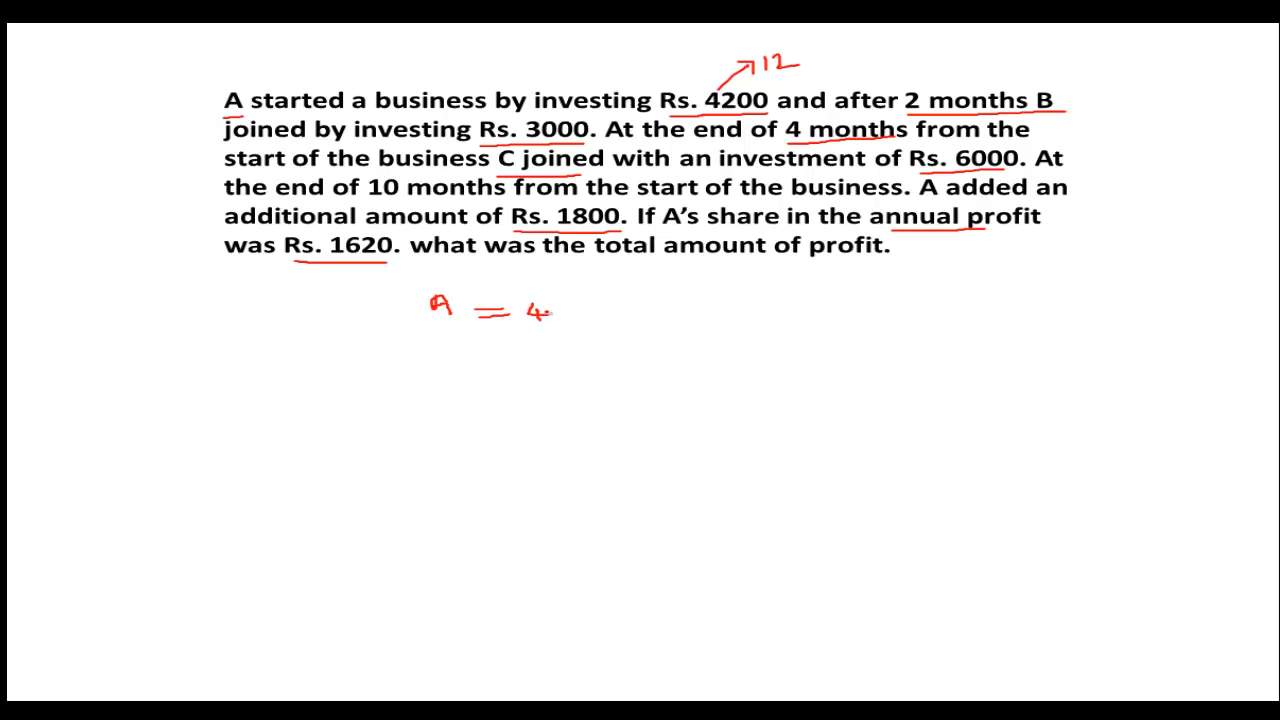 12
A started a business by investing Rs. 4200 and after 2 months B
joined by investing Rs. 3000. At the end of 4 months from the
start of the business C joined with an investment of Rs. 6000. At
the end of 10 months from the start of the business. A added an
additional amount of Rs. 1800. If A’s share in the annual profit
was Rs. 1620. what was the total amount of profit.
A = 4